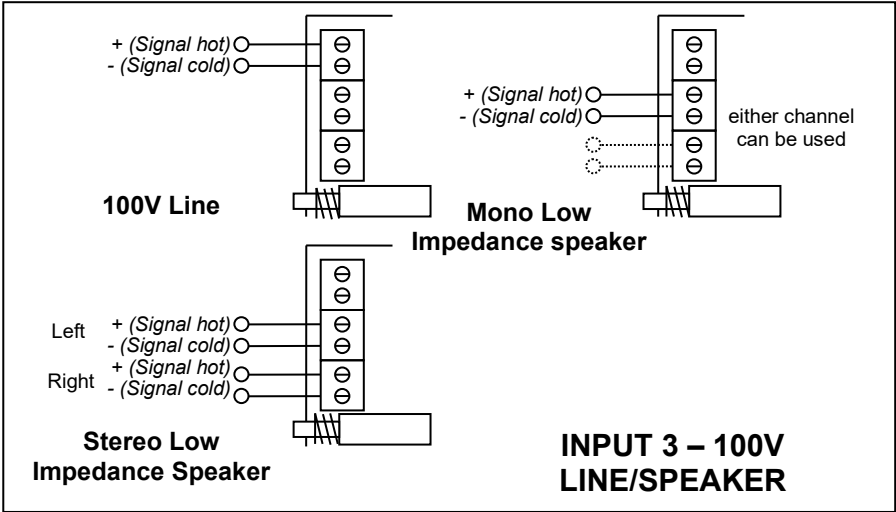 + (Signal hot)
- (Signal cold)
100V Line
+ (Signal hot)
- (Signal cold)
either channel
can be used
Mono Low
Impedance speaker
Left
+ (Signal hot)
- (Signal cold)
Right
+ (Signal hot)
- (Signal cold)
Stereo Low
Impedance Speaker
INPUT 3 – 100V
LINE/SPEAKER